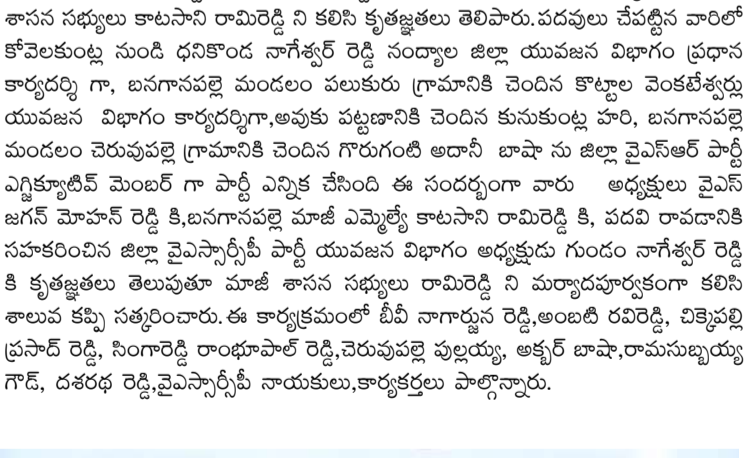 శాసన సభ్యులు కాటసాని రామిరెడ్డి ని కలిసి కృతజ్ఞతలు తెలిపారు.పదవులు చేపట్టిన వారిలో
కోవెలకుంట్ల నుండి ధనికొండ నాగేశ్వర్ రెడ్డి నంద్యాల జిల్లా యువజన విభాగం ప్రధాన
కార్యదర్శి గా, బనగానపల్లె మండలం పలుకురు గ్రామానికి చెందిన కొట్టాల వెంకటేశ్వర్లు
యువజన విభాగం కార్యదర్శిగా,అవుకు పట్టణానికి చెందిన కునుకుంట్ల హరి, బనగానపల్లె
మండలం చెరువుపల్లె గ్రామానికి చెందిన గొరుగంటి అదానీ బాషా ను జిల్లా వైఎస్ఆర్ పార్టీ
ఎగ్జిక్యూటివ్ మెంబర్ గా పార్టీ ఎన్నిక చేసింది ఈ సందర్భంగా వారు అధ్యక్షులు వైఎస్
జగన్ మోహన్ రెడ్డి కి,బనగానపల్లె మాజీ ఎమ్మెల్యే కాటసాని రామిరెడ్డి కి, పదవి రావడానికి
సహకరించిన జిల్లా వైఎస్సార్సీపీ పార్టీ యువజన విభాగం అధ్యక్షుడు గుండం నాగేశ్వర్ రెడ్డి
కి కృతజ్ఞతలు తెలుపుతూ మాజీ శాసన సభ్యులు రామిరెడ్డి ని మర్యాదపూర్వకంగా కలిసి
శాలువ కప్పి సత్కరించారు.ఈ కార్యక్రమంలో బీవీ నాగార్జున రెడ్డి,అంబటి రవిరెడ్డి, చిక్కెపల్లి
ప్రసాద్ రెడ్డి, సింగారెడ్డి రాంభూపాల్ రెడ్డి,చెరువుపల్లె పుల్లయ్య, అక్బర్ బాషా,రామసుబ్బయ్య
గౌడ్, దశరథ రెడ్డి,వైఎస్సార్సీపీ నాయకులు,కార్యకర్తలు పాల్గొన్నారు.